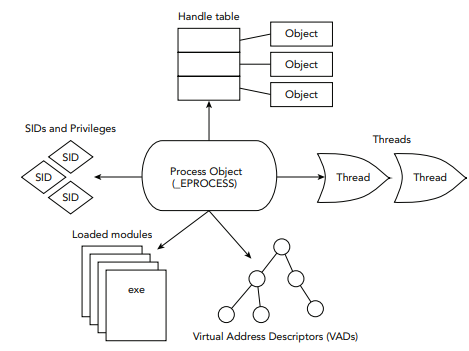 Handle table
Object
Object
Object
SIDs and Privileges
SID
SID
SID
Process Object
(_EPROCESS)
Threads
Thread
Thread
Loaded modules
exe
Virtual Address Descriptors (VADs)